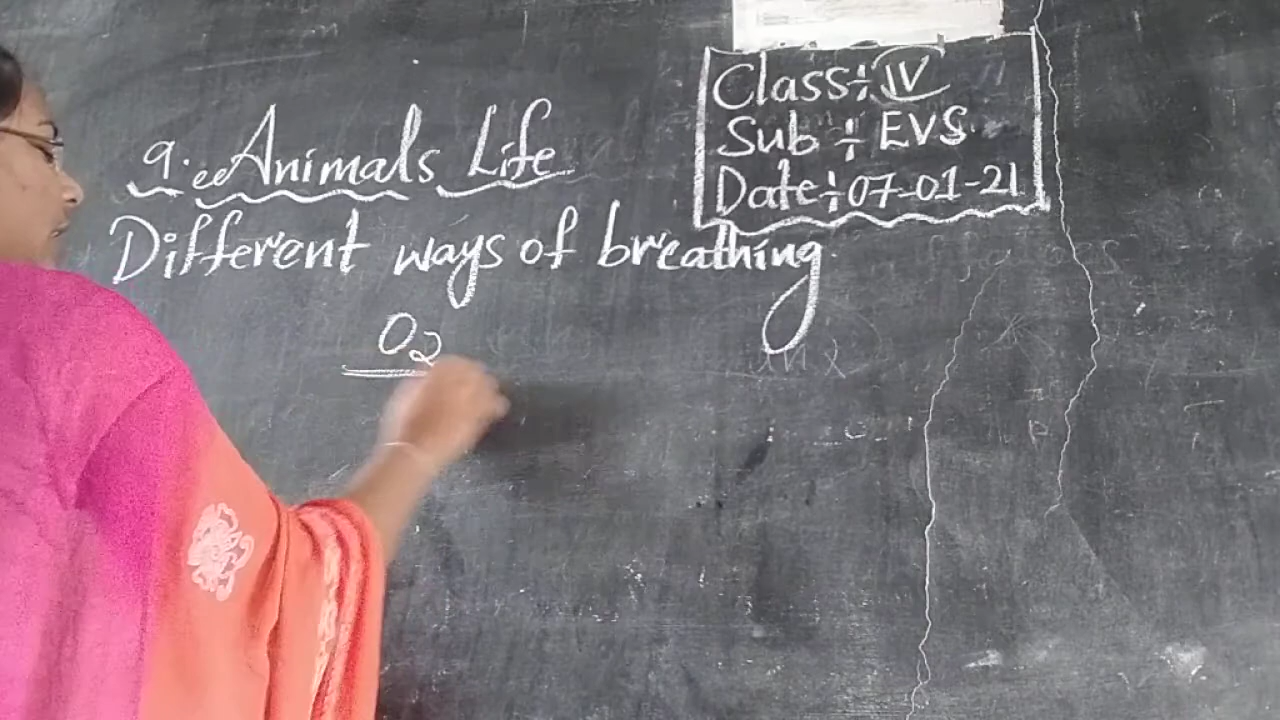 Class:- IV
Sub :- EVS
Date:- 07-01-21
9. Animals Life
Different ways of breathing
O2